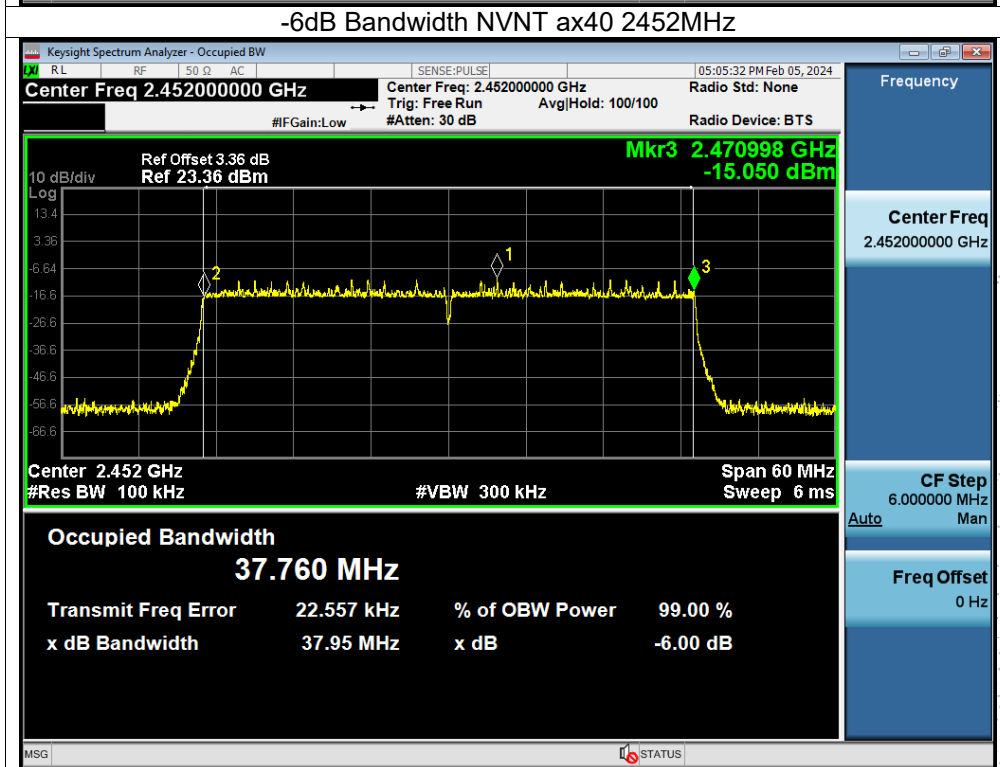 -6dB Bandwidth NVNT ax40 2452MHz
Keysight Spectrum Analyzer - Occupied BW
LXI RL RF 50 Ω AC SENSE:PULSE 05:05:32 PM Feb 05, 2024
Center Freq 2.452000000 GHz
Center Freq: 2.452000000 GHz Radio Std: None
Trig: Free Run Avg|Hold: 100/100
#IFGain:Low #Atten: 30 dB Radio Device: BTS
Frequency
Ref Offset 3.36 dB Mkr3 2.470998 GHz
10 dB/div Ref 23.36 dBm -15.050 dBm
Log
13.4
3.36
-6.64
-16.6
-26.6
-36.6
-46.6
-56.6
-66.6
1
2
3
Center 2.452 GHz Span 60 MHz
#Res BW 100 kHz #VBW 300 kHz Sweep 6 ms
Occupied Bandwidth
37.760 MHz
Transmit Freq Error 22.557 kHz % of OBW Power 99.00 %
x dB Bandwidth 37.95 MHz x dB -6.00 dB
Center Freq
2.452000000 GHz
CF Step
6.000000 MHz
Auto Man
Freq Offset
0 Hz
MSG STATUS